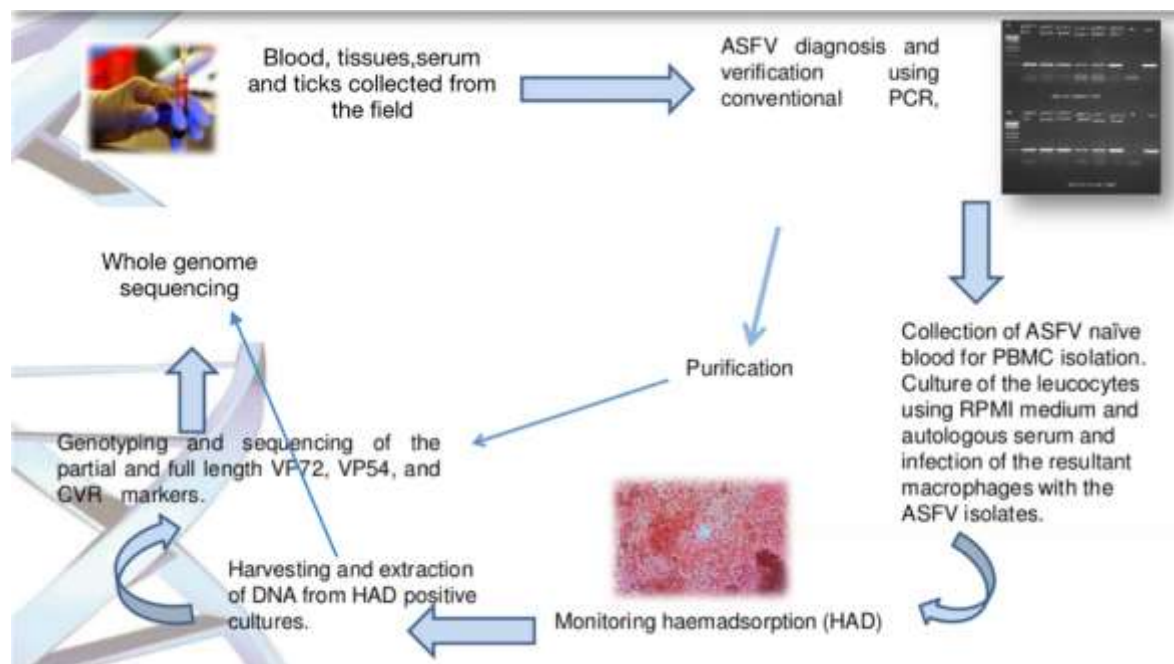 Blood, tissues,serum
and ticks collected from
the field
ASFV diagnosis and
verification using
conventional PCR,
Whole genome
sequencing
Purification
Collection of ASFV naïve
blood for PBMC isolation.
Culture of the leucocytes
using RPMI medium and
autologous serum and
infection of the resultant
macrophages with the
ASFV isolates.
Genotyping and sequencing of the
partial and full length VP72, VP54, and
CVR markers.
Harvesting and extraction
of DNA from HAD positive
cultures.
Monitoring haemadsorption (HAD)